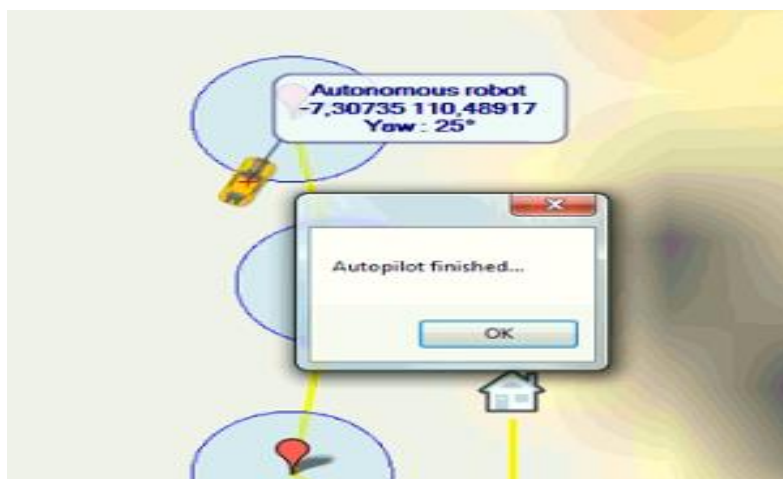 Autonomous robot
-7,30735 110,48917
Yaw : 25°
Autopilot finished...
OK